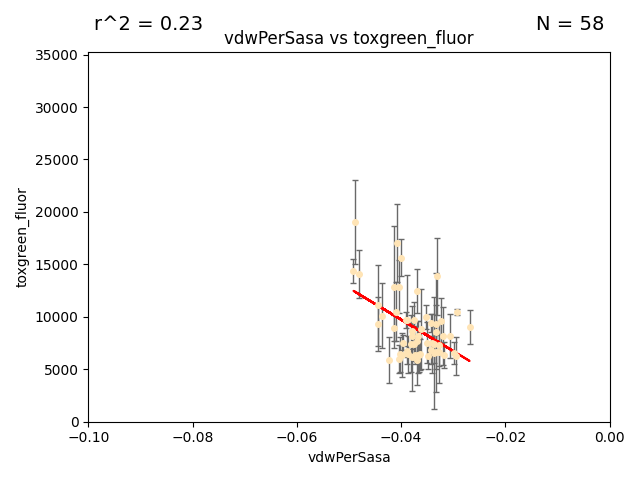 r^2 = 0.23
N = 58
vdwPerSasa vs toxgreen_fluor
35000
30000
25000
20000
15000
10000
5000
0
toxgreen_fluor
−0.10
−0.08
−0.06
−0.04
−0.02
0.00
vdwPerSasa